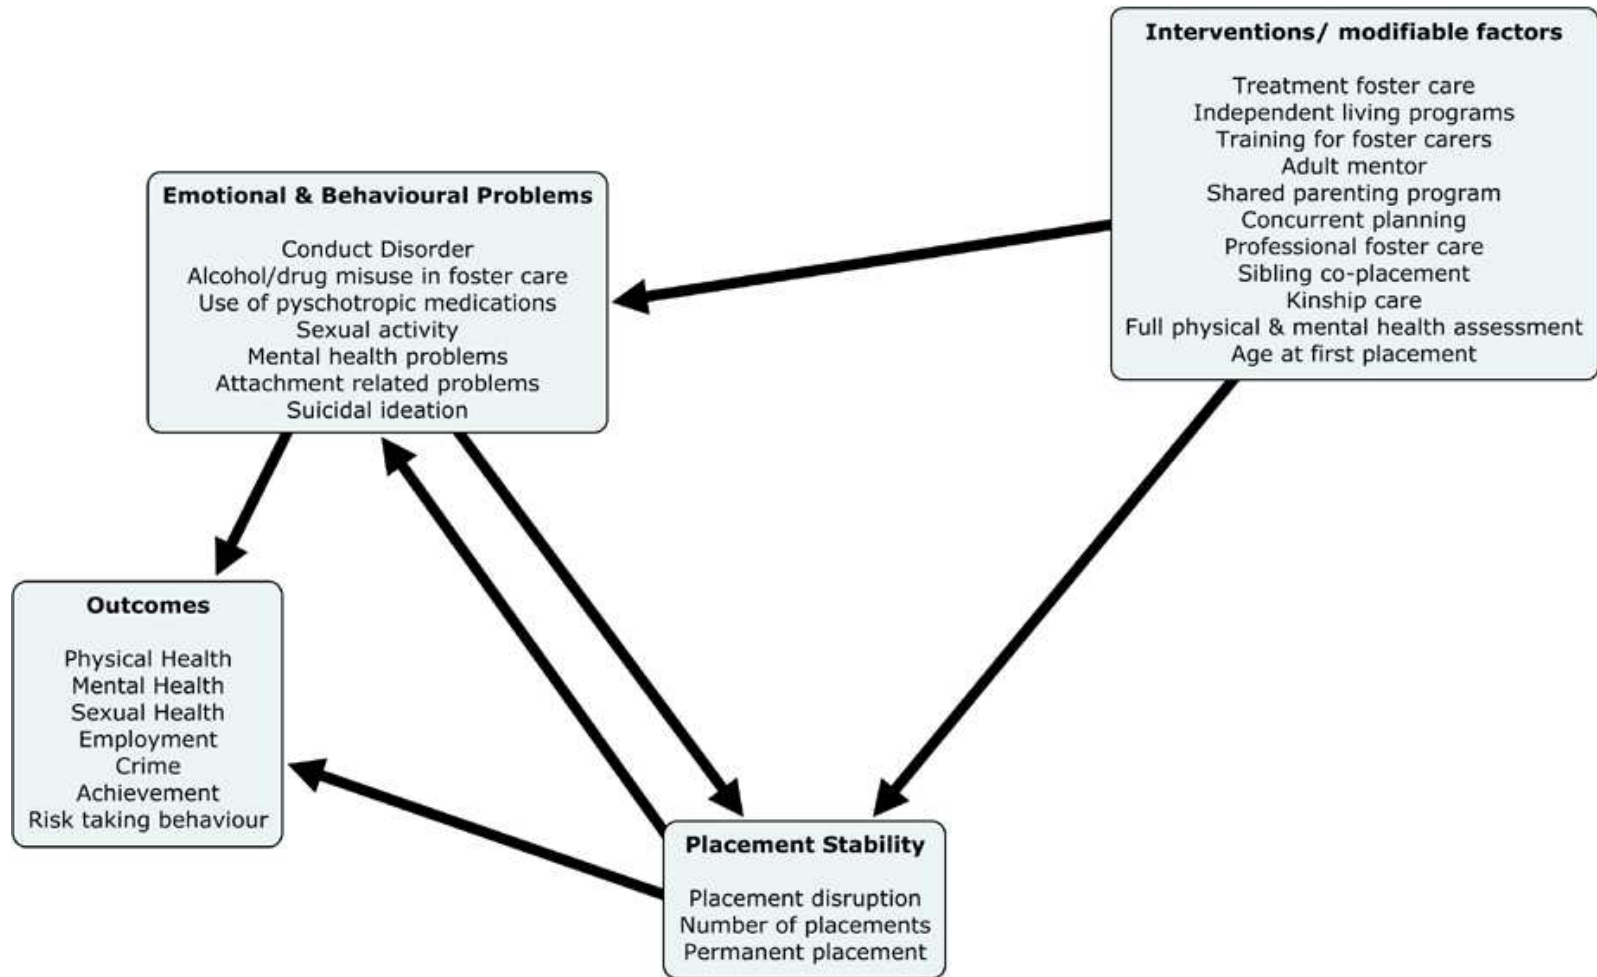 Interventions/ modifiable factors
Treatment foster care
Independent living programs
Training for foster carers
Adult mentor
Shared parenting program
Concurrent planning
Professional foster care
Sibling co-placement
Kinship care
Full physical & mental health assessment
Age at first placement
Emotional & Behavioural Problems
Conduct Disorder
Alcohol/drug misuse in foster care
Use of pyschotropic medications
Sexual activity
Mental health problems
Attachment related problems
Suicidal ideation
Outcomes
Physical Health
Mental Health
Sexual Health
Employment
Crime
Achievement
Risk taking behaviour
Placement Stability
Placement disruption
Number of placements
Permanent placement